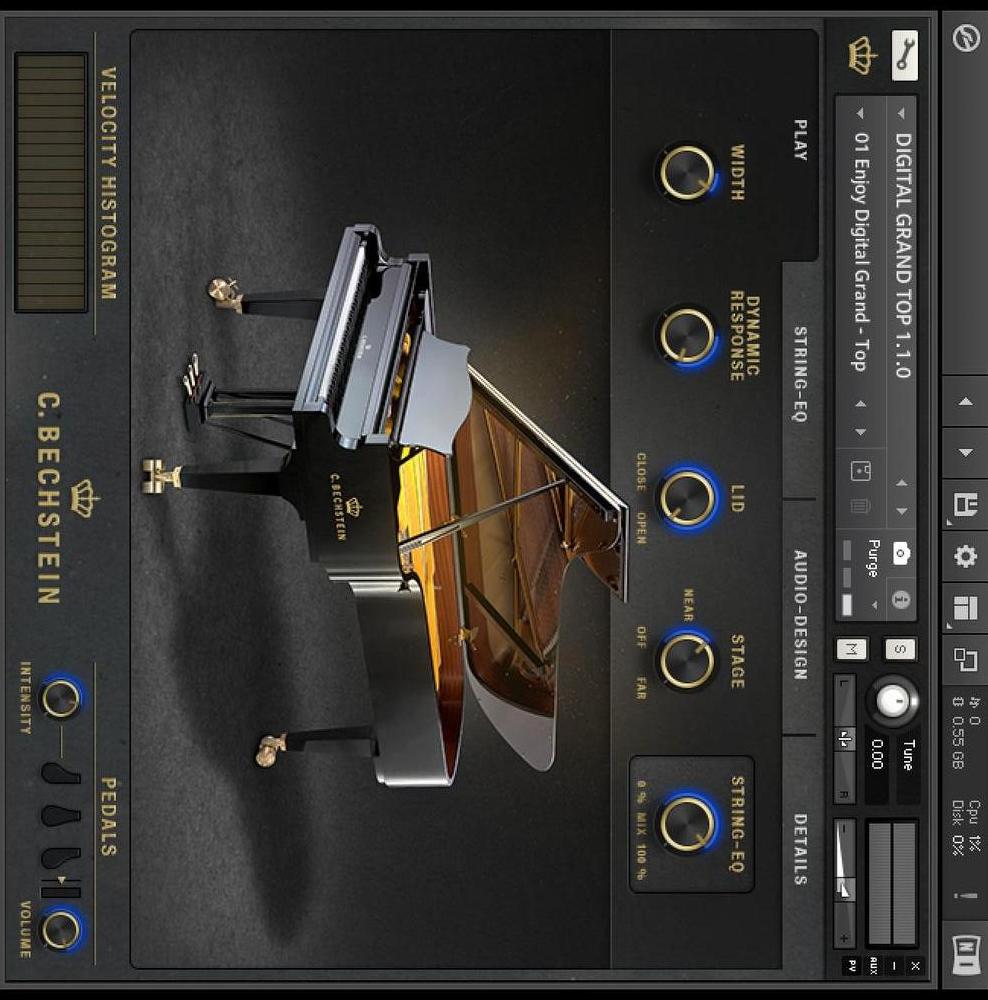 0
0.55 GB
Cpu 1%
Disk 0%
!
NI
DIGITAL GRAND TOP 1.1.0
i
S
Tune
0.00
X
–
AUX
PV
01 Enjoy Digital Grand - Top
Purge
M
L
R
–
+
PLAY
STRING-EQ
AUDIO-DESIGN
DETAILS
WIDTH
DYNAMIC
RESPONSE
LID
CLOSE OPEN
STAGE
NEAR
OFF FAR
STRING-EQ
0 % MIX 100 %
C.BECHSTEIN
VELOCITY HISTOGRAM
C.BECHSTEIN
PEDALS
INTENSITY
VOLUME